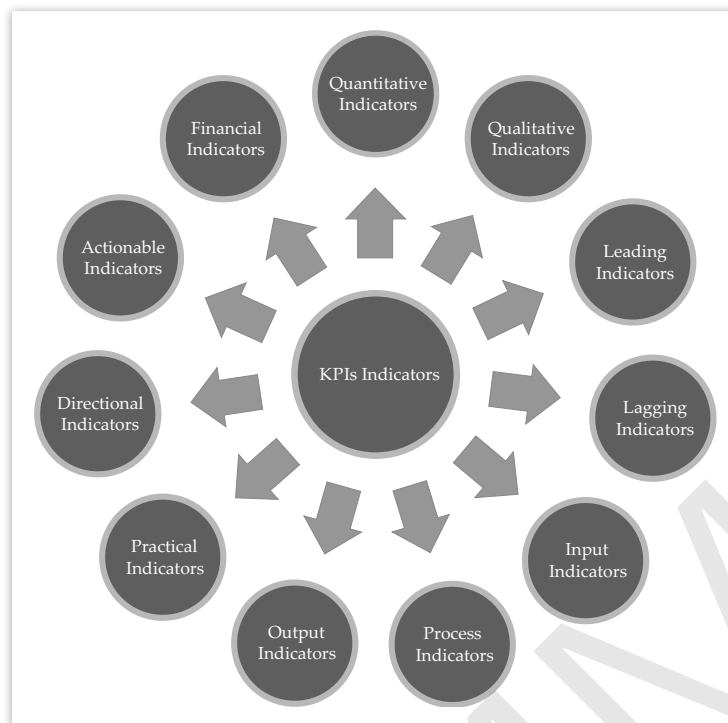 Quantitative
Indicators
Qualitative
Indicators
Leading
Indicators
Lagging
Indicators
Input
Indicators
Process
Indicators
Output
Indicators
Practical
Indicators
Directional
Indicators
Actionable
Indicators
Financial
Indicators
KPIs Indicators